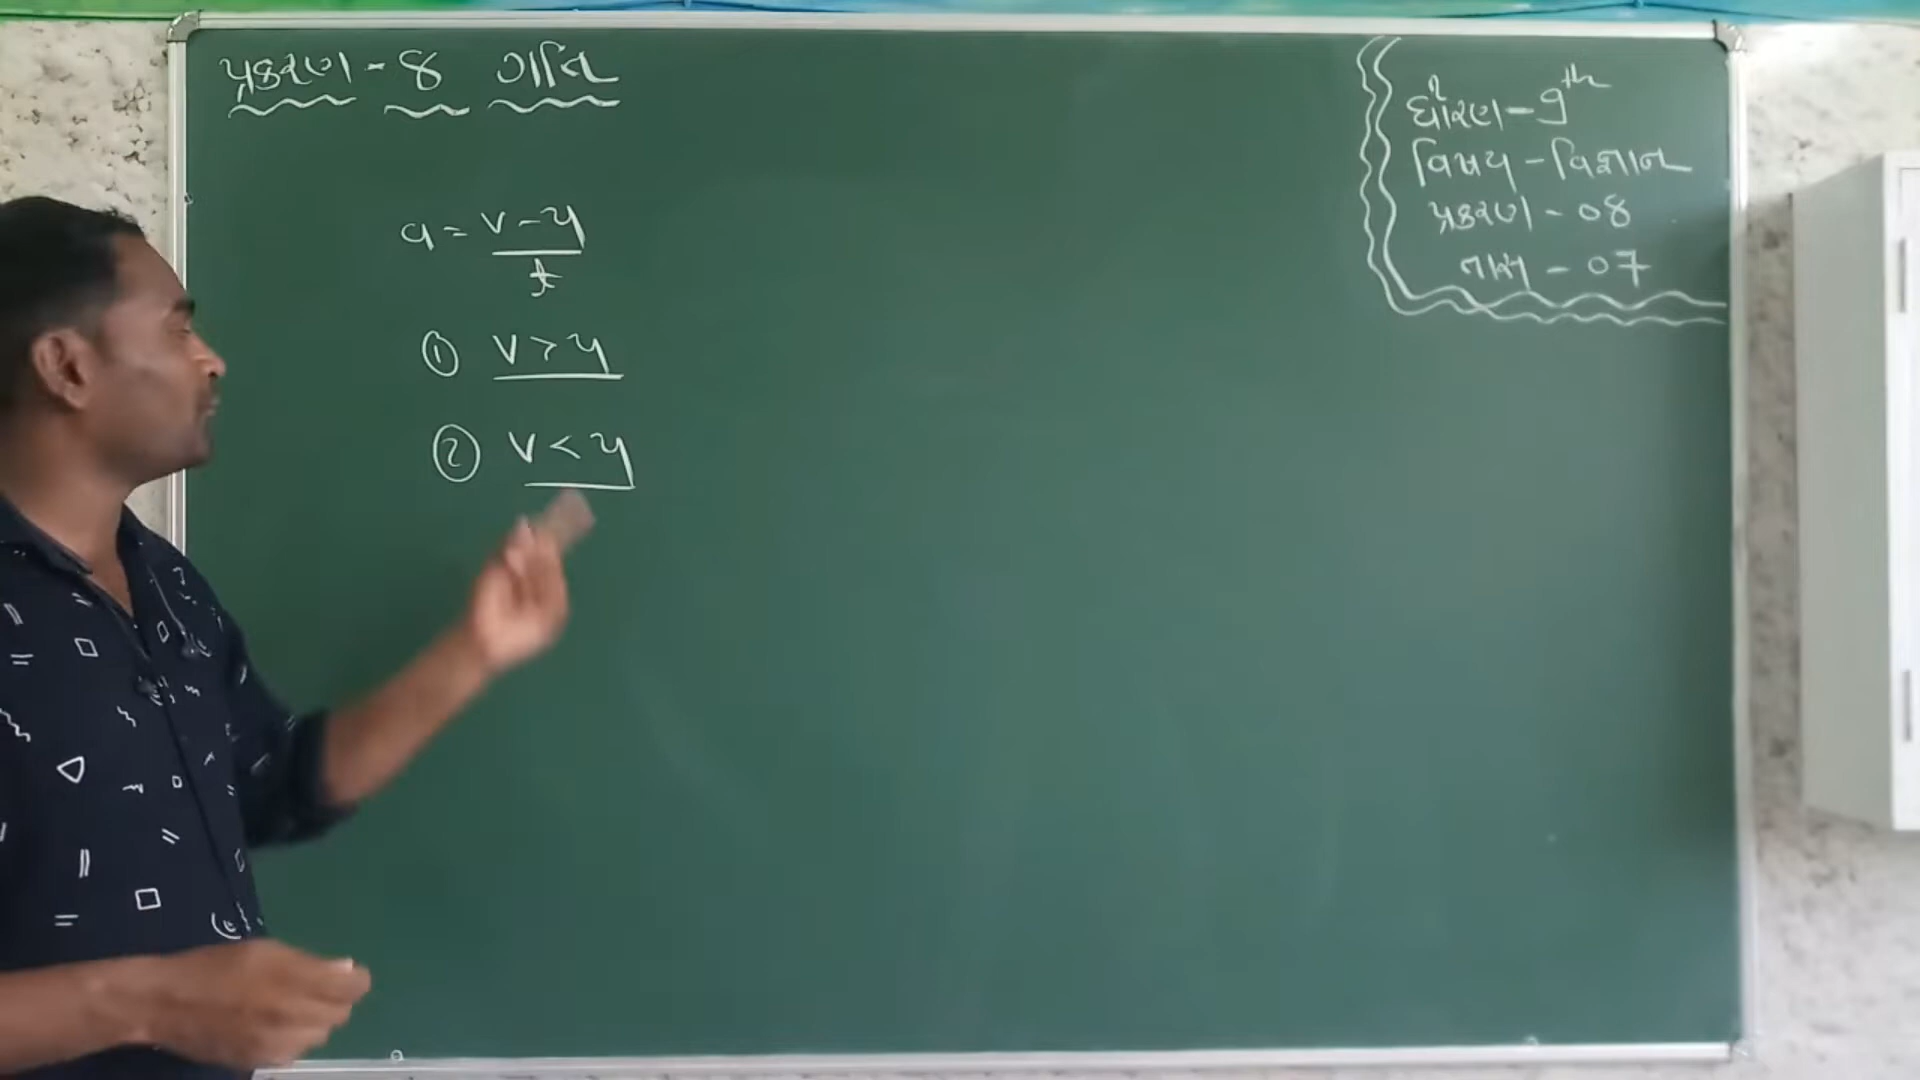 પ્રકરણ - 8 ગતિ
a = v - u
t
① v > u
② v < u
ધોરણ - 9th
વિષય - વિજ્ઞાન
પ્રકરણ - 08
તાસ - 07